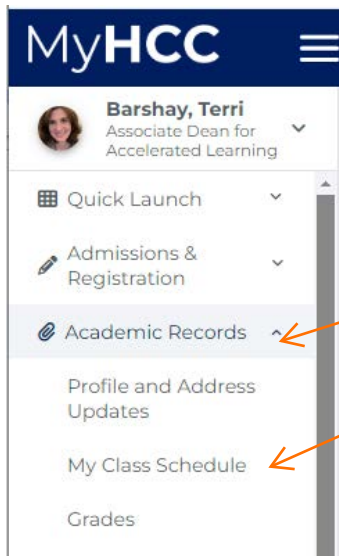 MyHCC
Barshay, Terri
Associate Dean for
Accelerated Learning
Quick Launch
Admissions &
Registration
Academic Records
Profile and Address
Updates
My Class Schedule
Grades